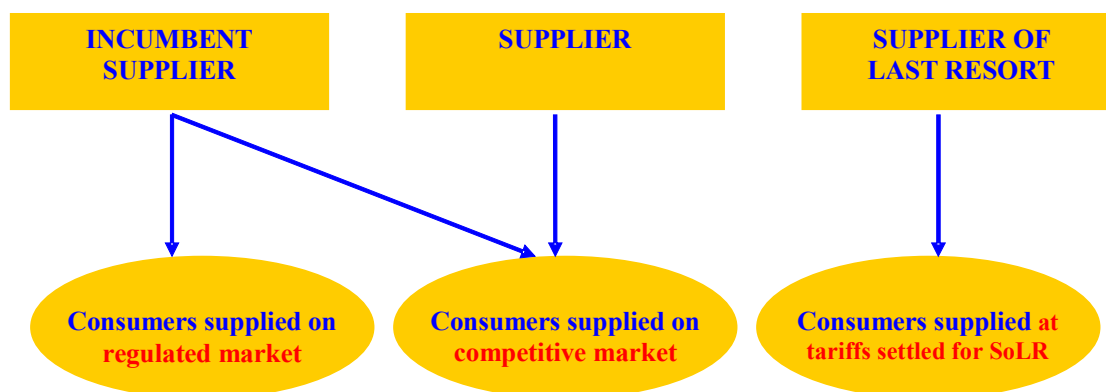 INCUMBENT
SUPPLIER
SUPPLIER
SUPPLIER OF
LAST RESORT
Consumers supplied on
regulated market
Consumers supplied on
competitive market
Consumers supplied at
tariffs settled for SoLR